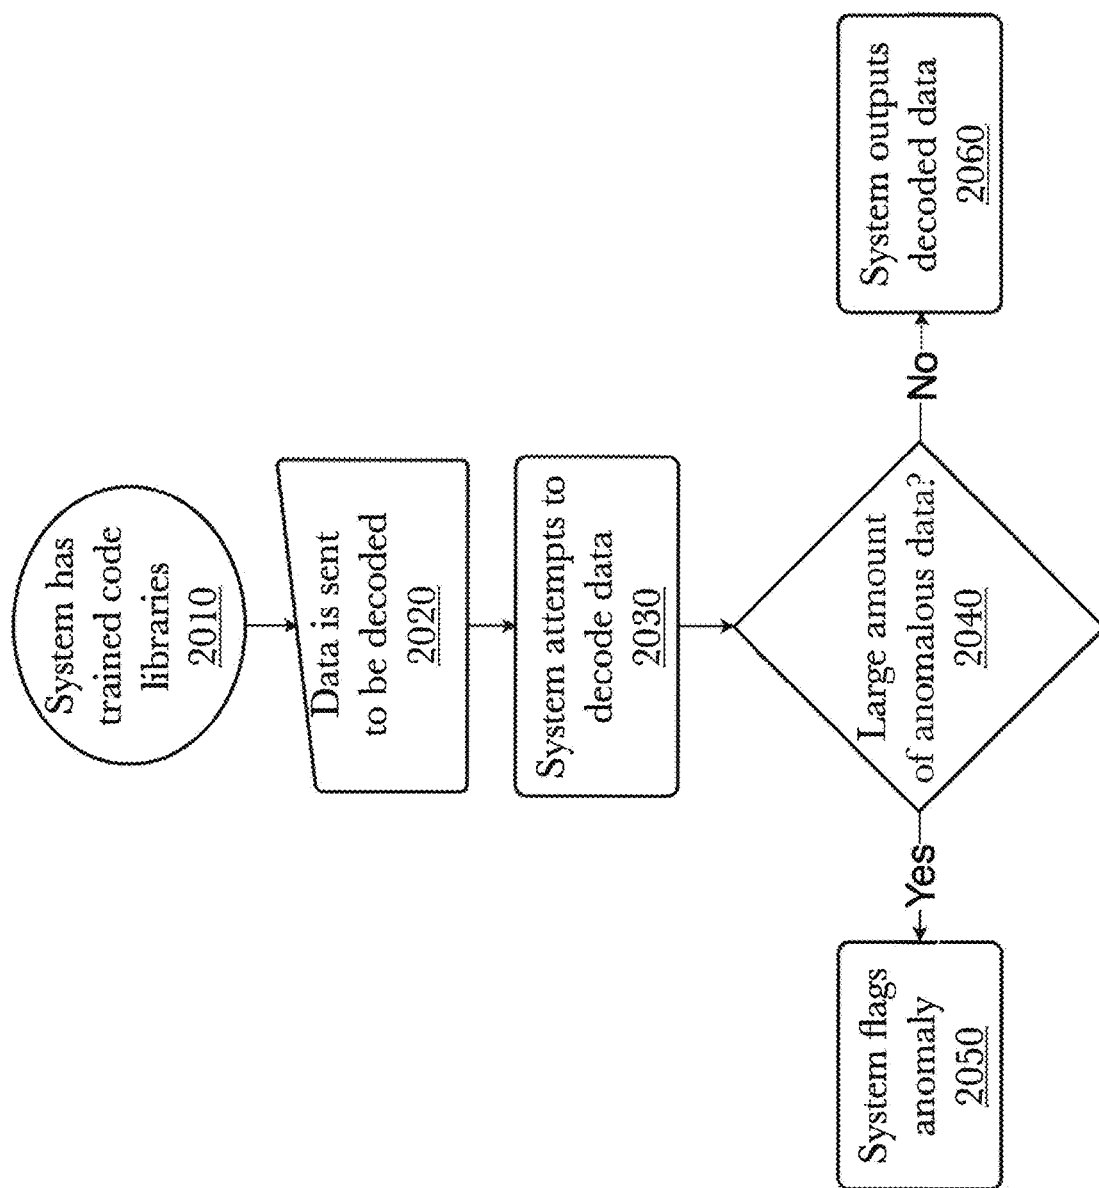 System has
trained code
libraries
2010
Data is sent
to be decoded
2020
System attempts to
decode data
2030
Large amount
of anomalous data?
2040
Yes
No
System flags
anomaly
2050
System outputs
decoded data
2060